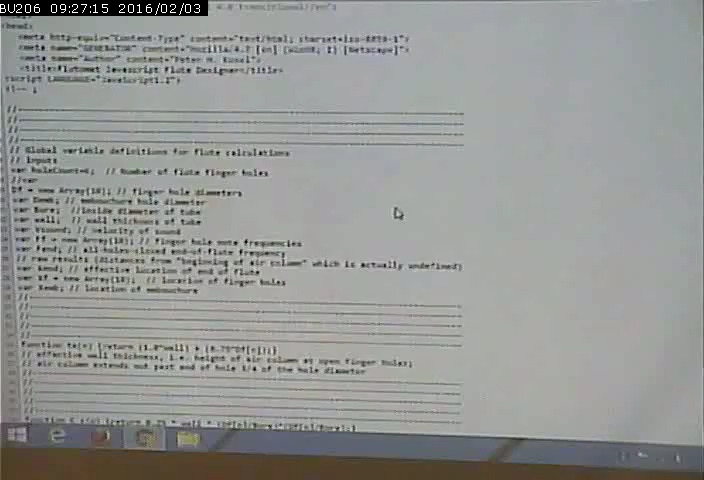 BU206 09:27:15 2016/02/03
<head>
<meta http-equiv="Content-Type" content="text/html; charset=iso-8859-1">
<meta name="GENERATOR" content="Mozilla/4.7 [en] (Win98; I) [Netscape]">
<meta name="Author" content="Peter H. Kosel">
<title>Flutomat Javascript Flute Designer</title>
<script LANGUAGE="JavaScript1.2">
// Global variable definitions for flute calculations
// inputs
var holeCount=6; // Number of flute finger holes
//var
Df = new Array(10); // finger hole diameters
var Demb; // embouchure hole diameter
var Bore; //inside diameter of tube
var wall; // wall thickness of tube
var Vsound; // velocity of sound
var Ff = new Array(10); // finger hole note frequencies
var Fend; // all-holes-closed end-of-flute frequency
// raw results (distances from "beginning of air column" which is actually undefined)
var Xend; // effective location of end of flute
var Xf = new Array(10); // location of finger holes
var Xemb; // location of embouchure
function te(n) {return (1.0*wall) + (0.75*Df[n]);}
// effective wall thickness, i.e. height of air column at open finger holes;
// air column extends out past end of hole 3/4 of the hole diameter